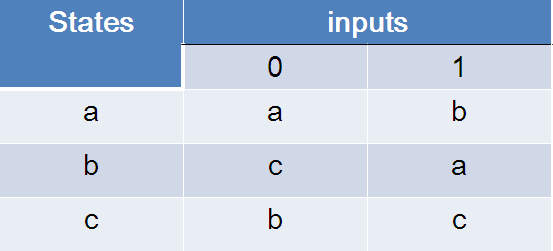 States inputs
0 1
a a b
b c a
c b c